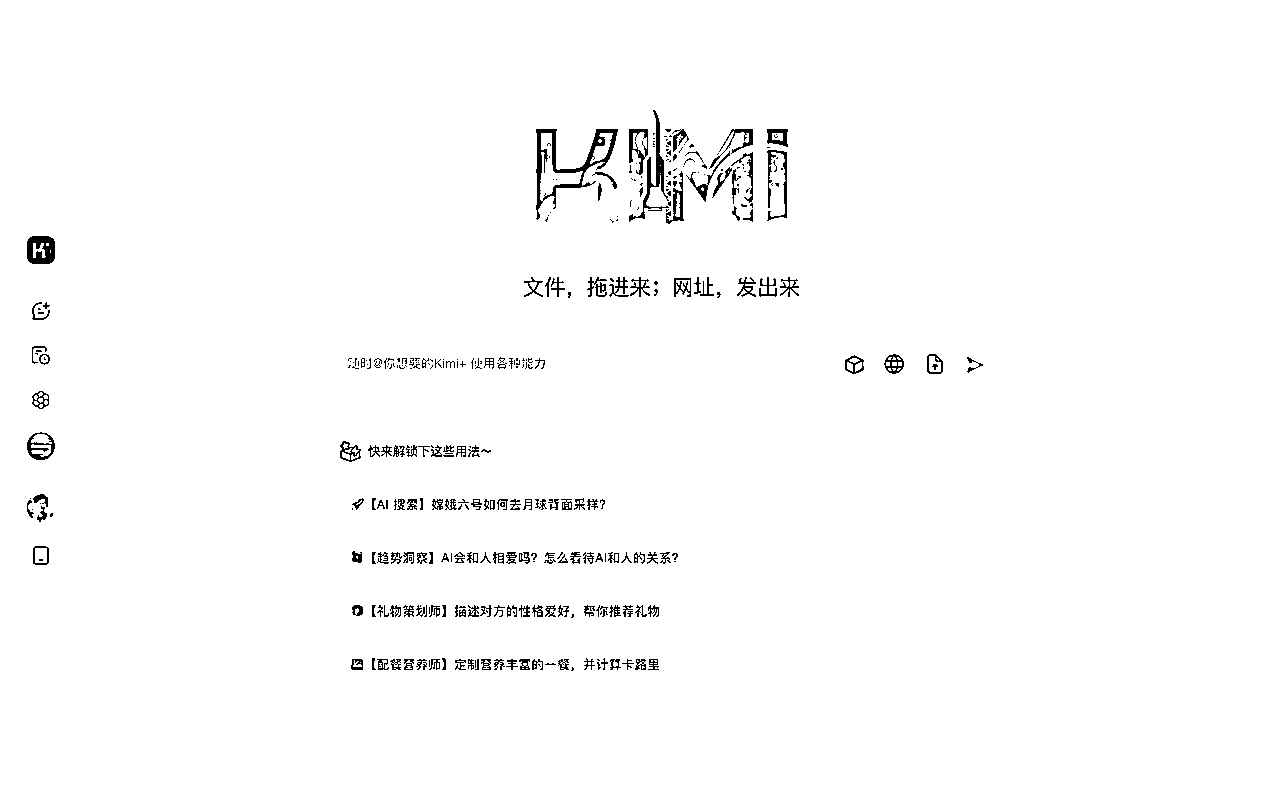 KIMi
K
文件，拖进来；网址，发出来
随时@你想要的Kimi+ 使用各种能力
快来解锁下这些用法～
【AI 搜索】嫦娥六号如何去月球背面采样？
【趋势洞察】AI会和人相爱吗？怎么看待AI和人的关系？
【礼物策划师】描述对方的性格爱好，帮你推荐礼物
【配餐营养师】定制营养丰富的一餐，并计算卡路里